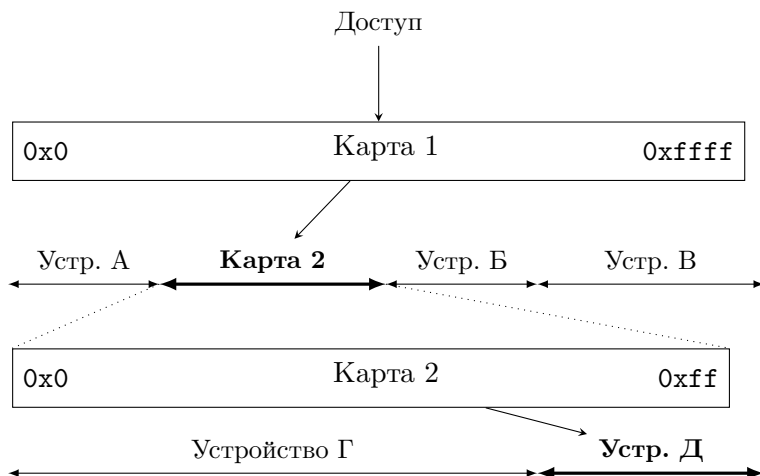 Доступ
0x0 Карта 1 0xffff
Устр. А Карта 2 Устр. Б Устр. В
0x0 Карта 2 0xff
Устройство Г Устр. Д